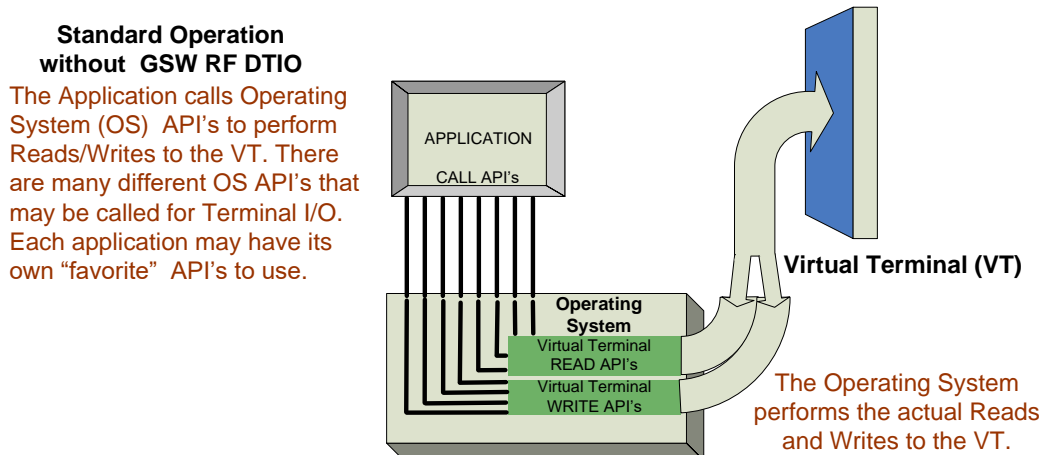 Standard Operation
without GSW RF DTIO
The Application calls Operating
System (OS) API's to perform
Reads/Writes to the VT. There
are many different OS API's that
may be called for Terminal I/O.
Each application may have its
own “favorite” API's to use.
APPLICATION
CALL API's
Virtual Terminal (VT)
Operating
System
Virtual Terminal
READ API's
Virtual Terminal
WRITE API's
The Operating System
performs the actual Reads
and Writes to the VT.